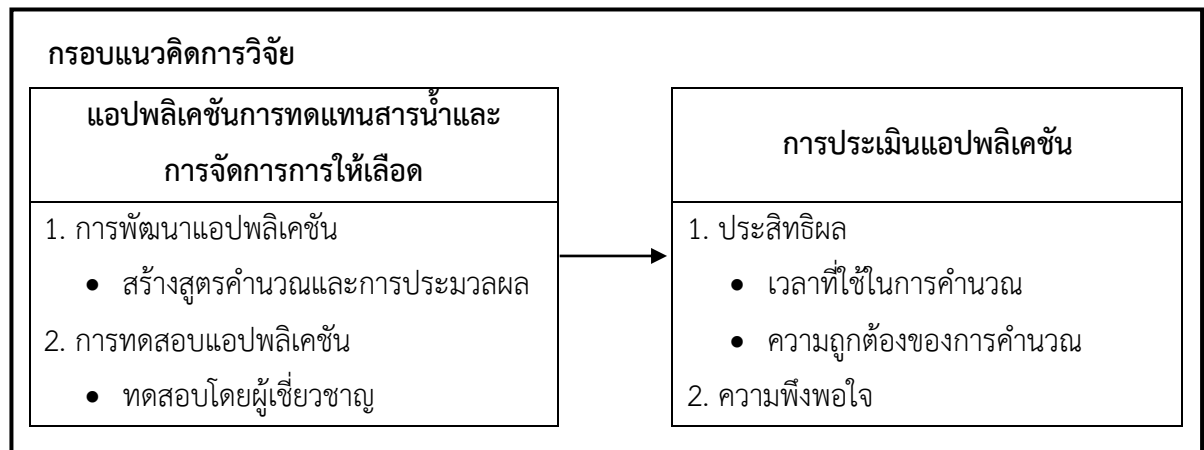 กรอบแนวคิดการวิจัย
แอปพลิเคชันการทดแทนสารน้ำและ
การจัดการการให้เลือด
1. การพัฒนาแอปพลิเคชัน
• สร้างสูตรคำนวณและการประมวลผล
2. การทดสอบแอปพลิเคชัน
• ทดสอบโดยผู้เชี่ยวชาญ
การประเมินแอปพลิเคชัน
1. ประสิทธิผล
• เวลาที่ใช้ในการคำนวณ
• ความถูกต้องของการคำนวณ
2. ความพึงพอใจ